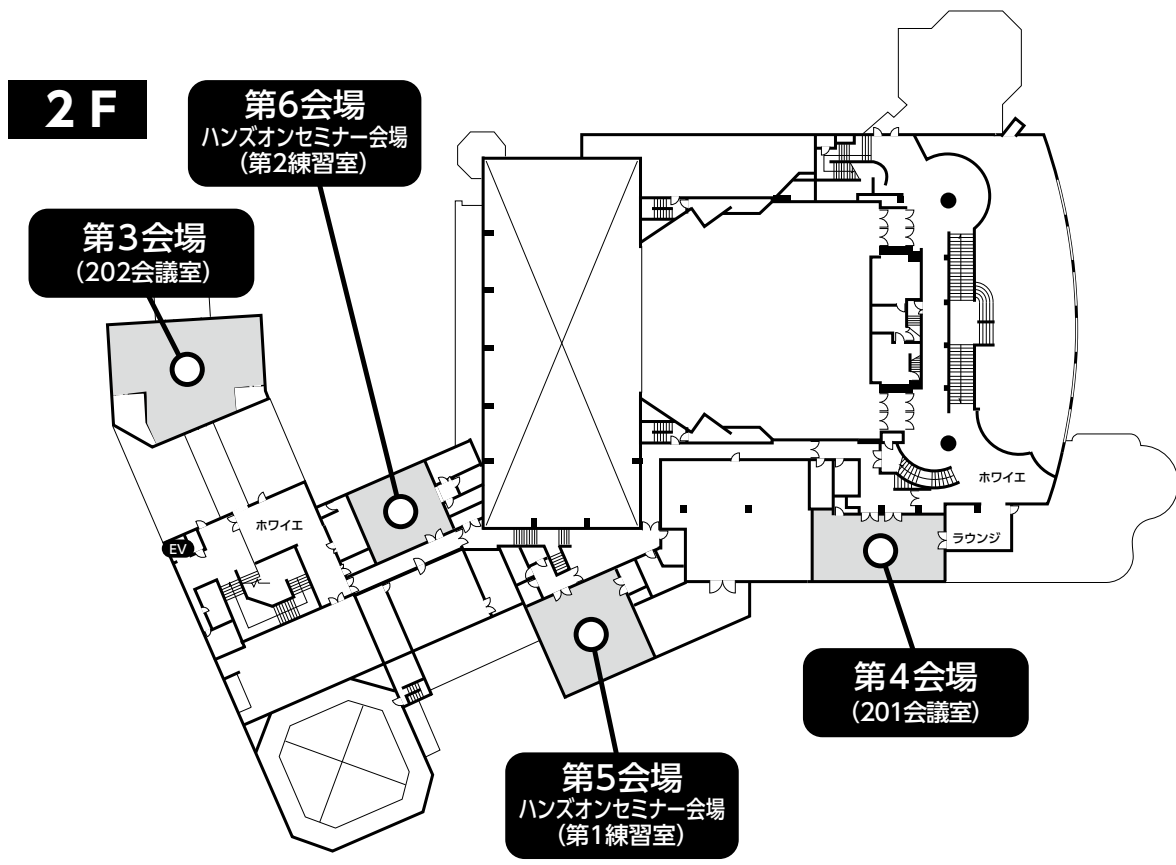 2 F
第6会場
ハンズオンセミナー会場
(第2練習室)
第3会場
(202会議室)
ホワイエ
ホワイエ
EV
ラウンジ
第4会場
(201会議室)
第5会場
ハンズオンセミナー会場
(第1練習室)